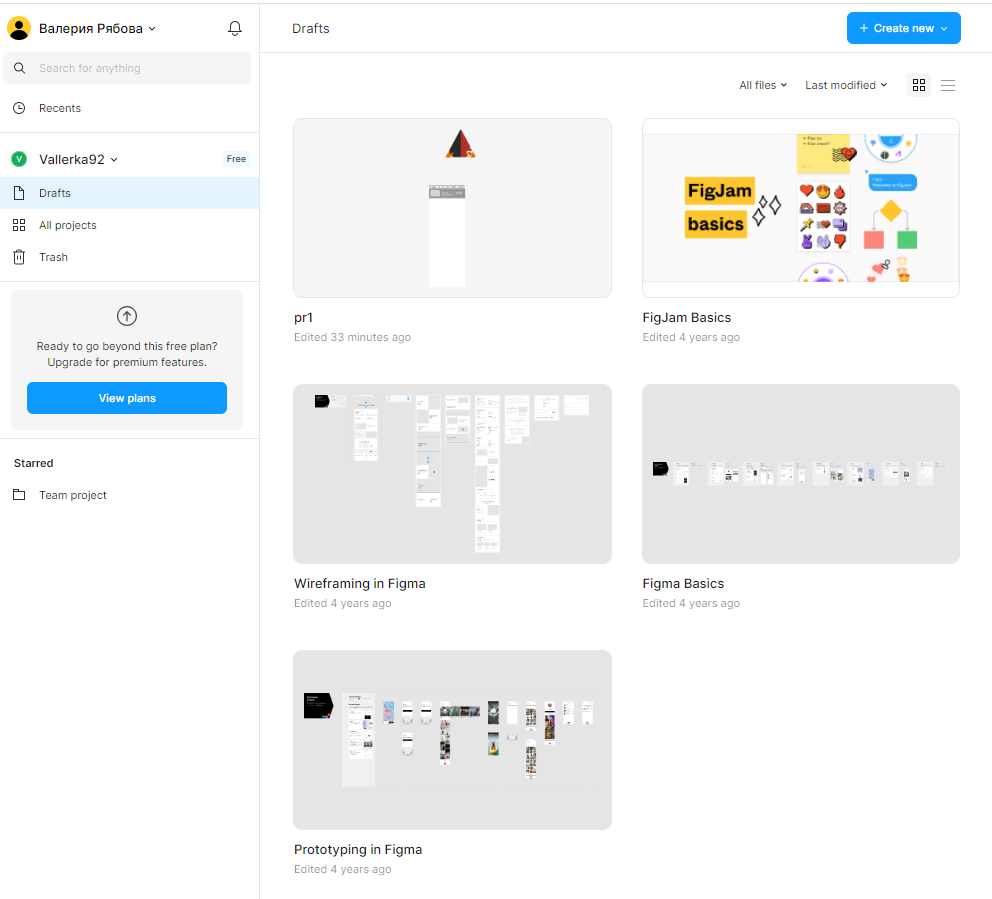 Валерия Рябова
Search for anything
Recents
V
Vallerka92
Free
Drafts
All projects
Trash
Ready to go beyond this free plan?
Upgrade for premium features.
View plans
Starred
Team project
Drafts
+ Create new
All files
Last modified
pr1
Edited 33 minutes ago
FigJam
basics
FigJam Basics
Edited 4 years ago
Wireframing in Figma
Edited 4 years ago
Figma Basics
Edited 4 years ago
Prototyping in Figma
Edited 4 years ago